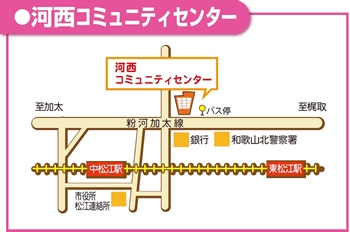 ●河西コミュニティセンター
河西
コミュニティセンター
至加太
バス停
至梶取
粉河加太線
銀行
和歌山北警察署
中松江駅
東松江駅
市役所
松江連絡所